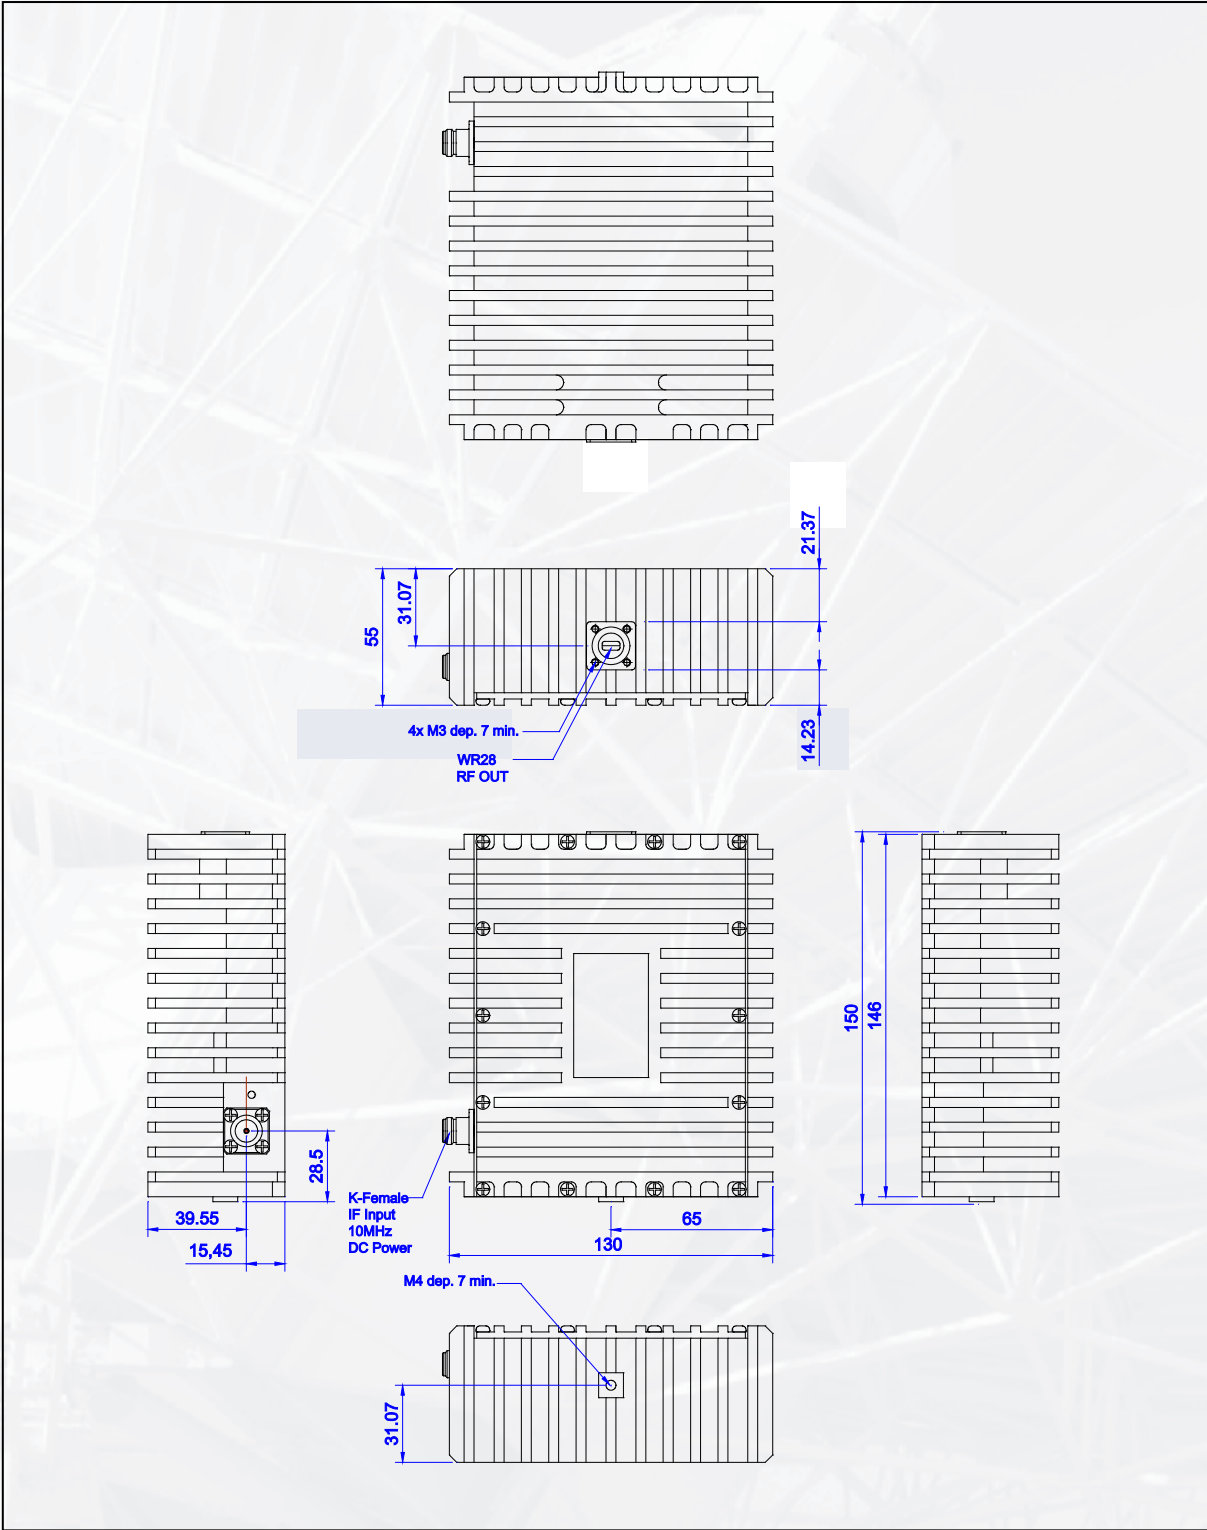 21.37
31.07
55
4x M3 dep. 7 min.
14.23
WR28
RF OUT
150
146
28.5
K-Female
IF Input
10MHz
DC Power
39.55
65
15,45
130
M4 dep. 7 min.
31.07